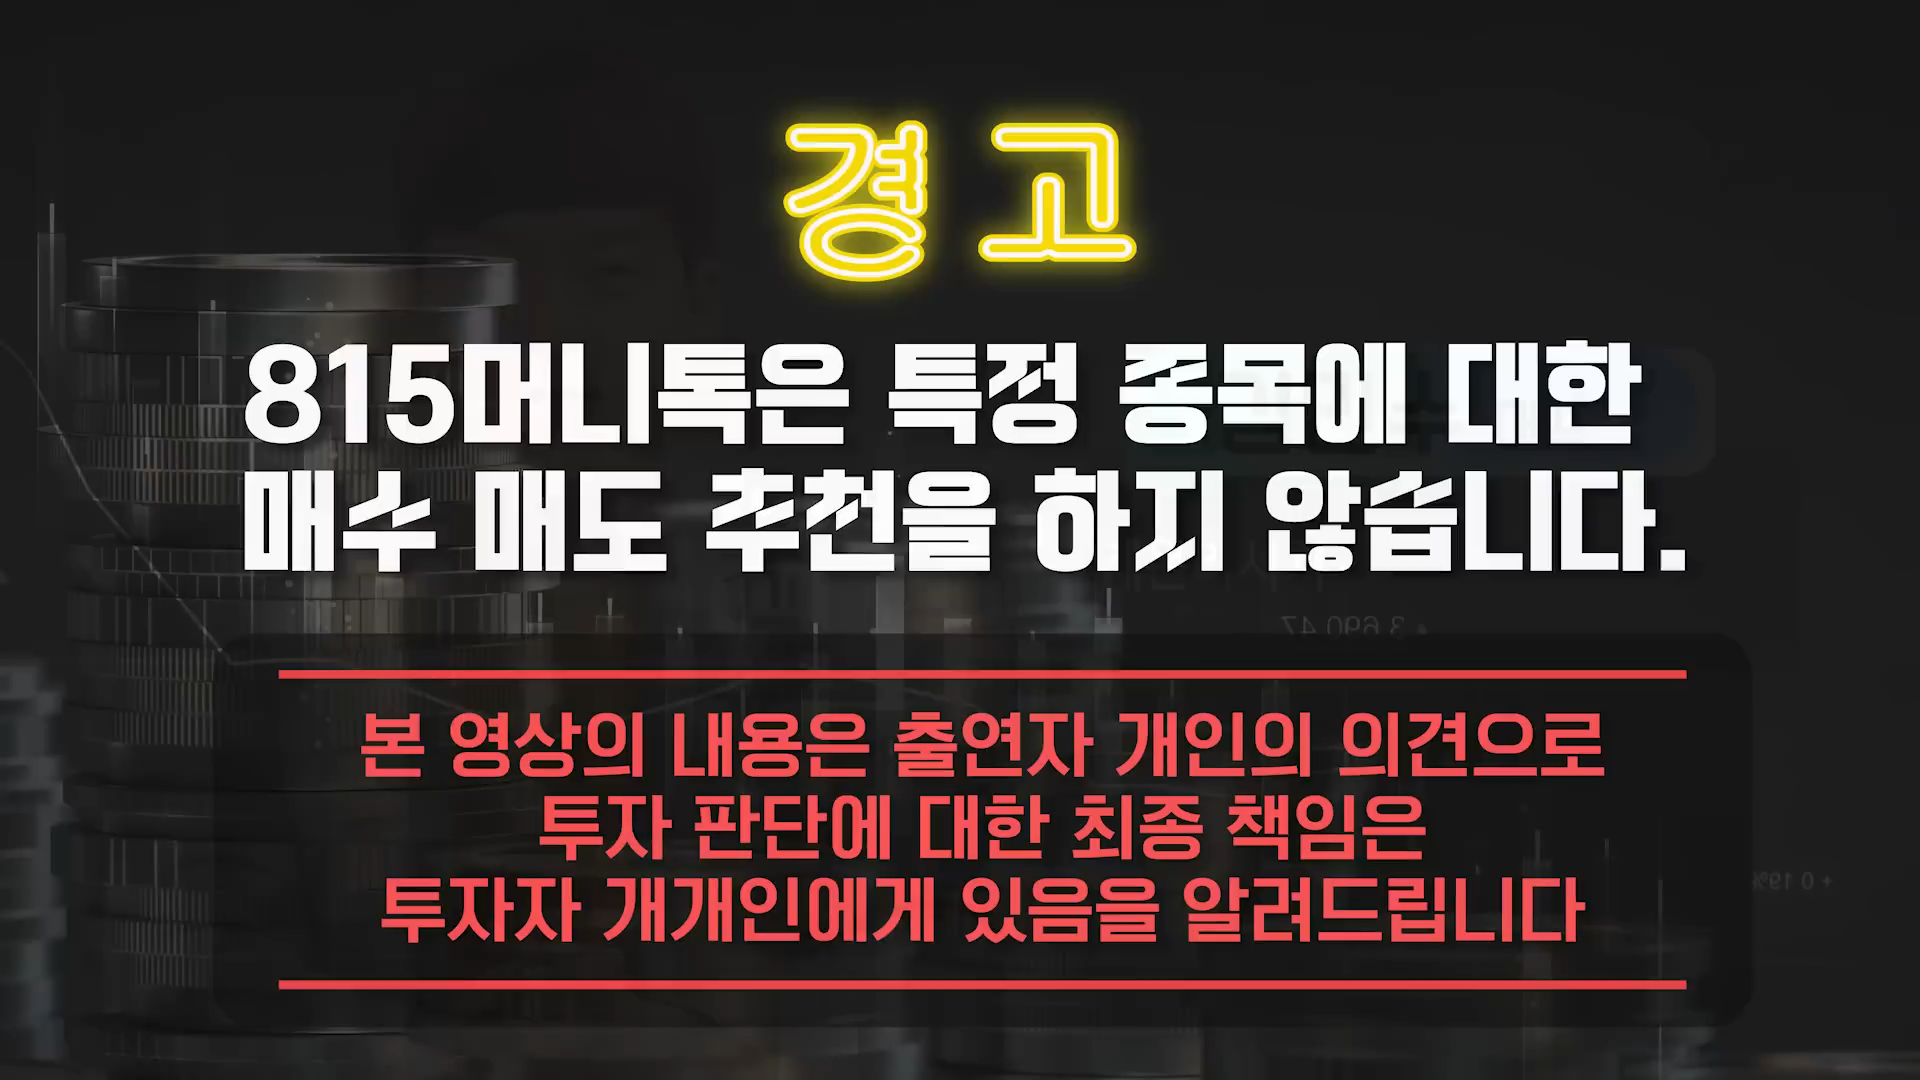 경고
815머니톡은 특정 종목에 대한
매수 매도 추천을 하지 않습니다.
본 영상의 내용은 출연자 개인의 의견으로
투자 판단에 대한 최종 책임은
투자자 개개인에게 있음을 알려드립니다